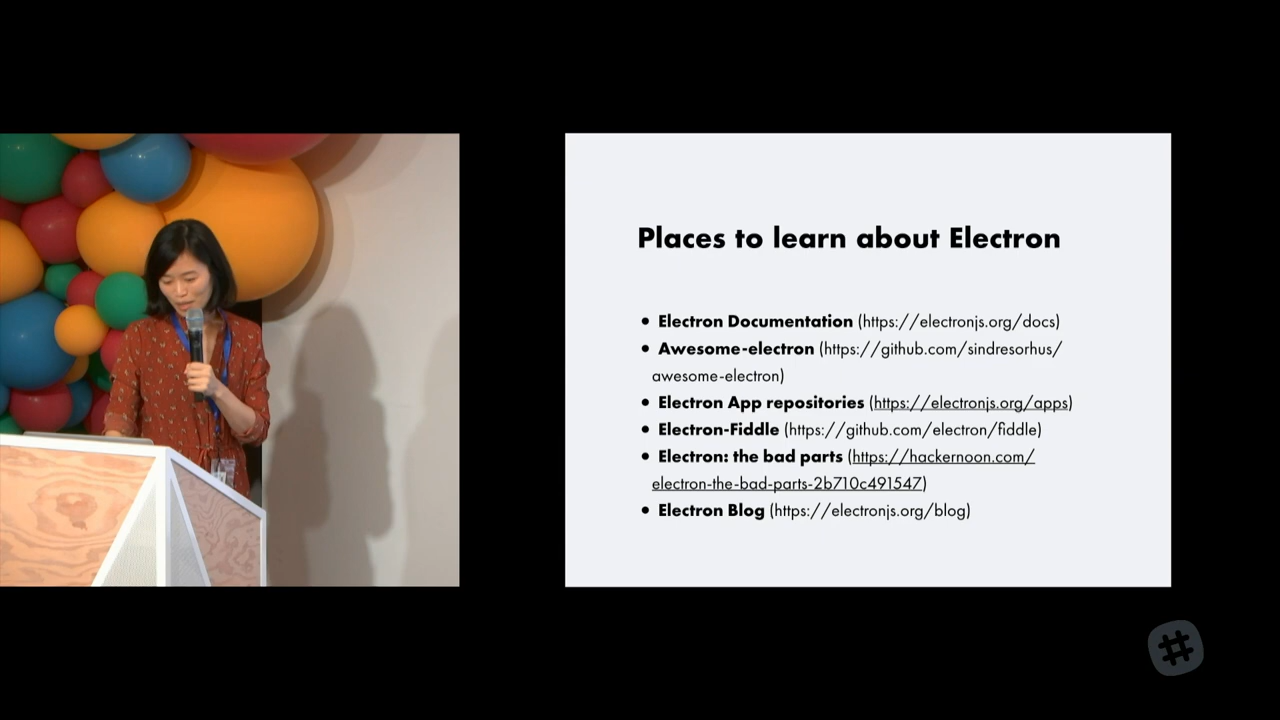 Places to learn about Electron
• Electron Documentation (https://electronjs.org/docs)
• Awesome-electron (https://github.com/sindresorhus/
awesome-electron)
• Electron App repositories (https://electronjs.org/apps)
• Electron-Fiddle (https://github.com/electron/fiddle)
• Electron: the bad parts (https://hackernoon.com/
electron-the-bad-parts-2b710c491547)
• Electron Blog (https://electronjs.org/blog)